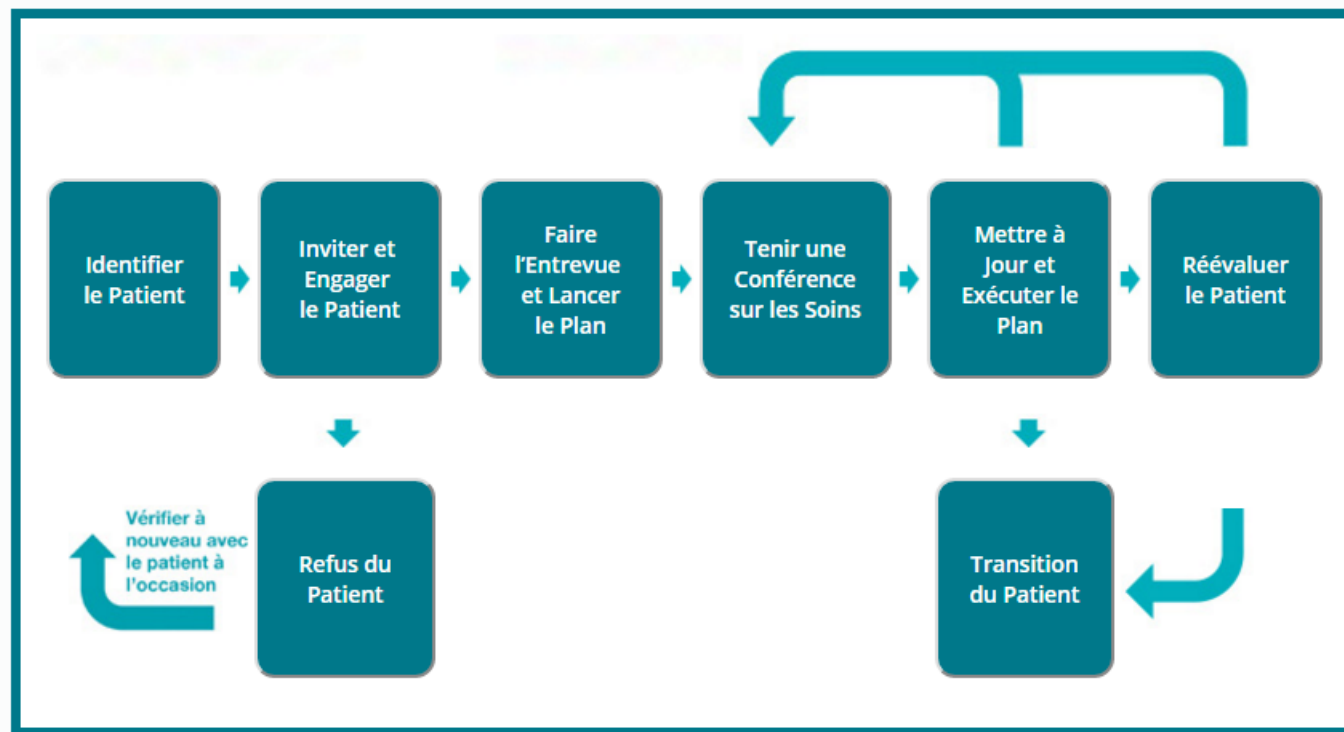 Identifier
le Patient
Inviter et
Engager
le Patient
Faire
l'Entrevue
et Lancer
le Plan
Tenir une
Conférence
sur les Soins
Mettre à
Jour et
Exécuter le
Plan
Réévaluer
le Patient
Vérifier à
nouveau avec
le patient à
l'occasion
Refus du
Patient
Transition
du Patient